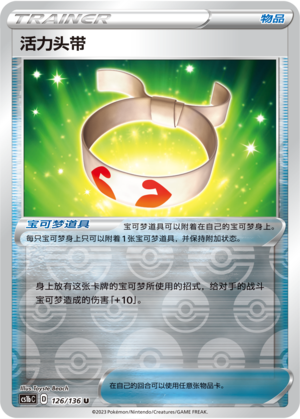 TRAINER
物品
活力头带
宝可梦道具
宝可梦道具可以附着在自己的宝可梦身上。
每只宝可梦身上只可以附着1张宝可梦道具，并保持附加状态。
身上放有这张卡牌的宝可梦所使用的招式，给对手的战斗
宝可梦造成的伤害「+10」。
Illus. Toyste Beach
cs1b C D 126/136 U
在自己的回合可以使用任意张物品卡。
©2023 Pokémon/Nintendo/Creatures/GAME FREAK.